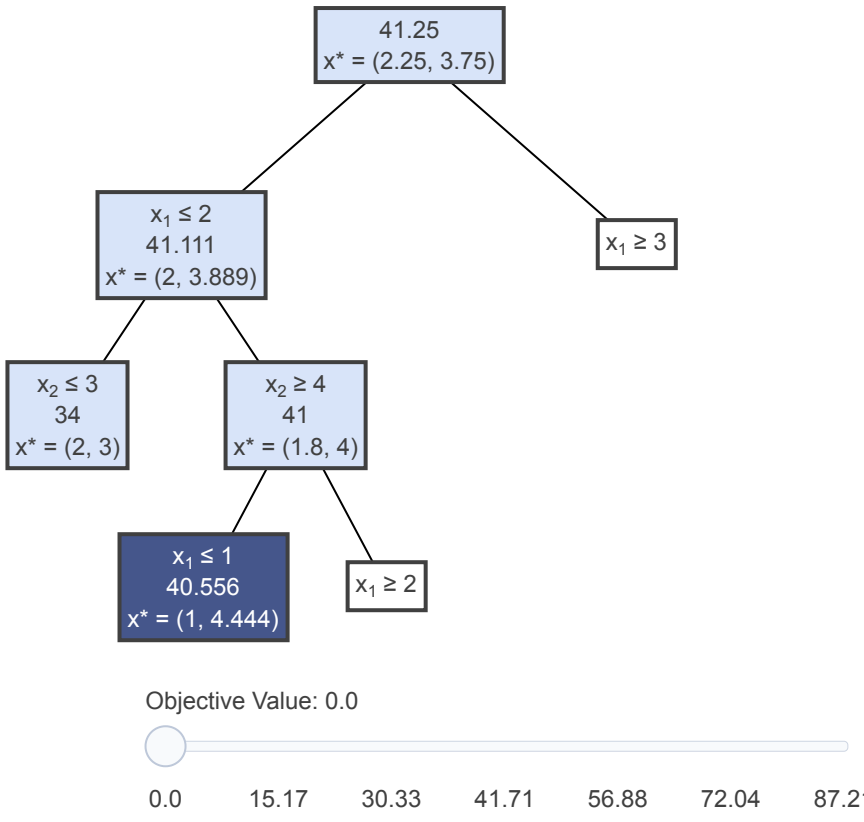 41.25
x* = (2.25, 3.75)
x₁ ≤ 2
41.111
x* = (2, 3.889)
x₁ ≥ 3
x₂ ≤ 3
34
x* = (2, 3)
x₂ ≥ 4
41
x* = (1.8, 4)
x₁ ≤ 1
40.556
x* = (1, 4.444)
x₁ ≥ 2
Objective Value: 0.0
0.0 15.17 30.33 41.71 56.88 72.04